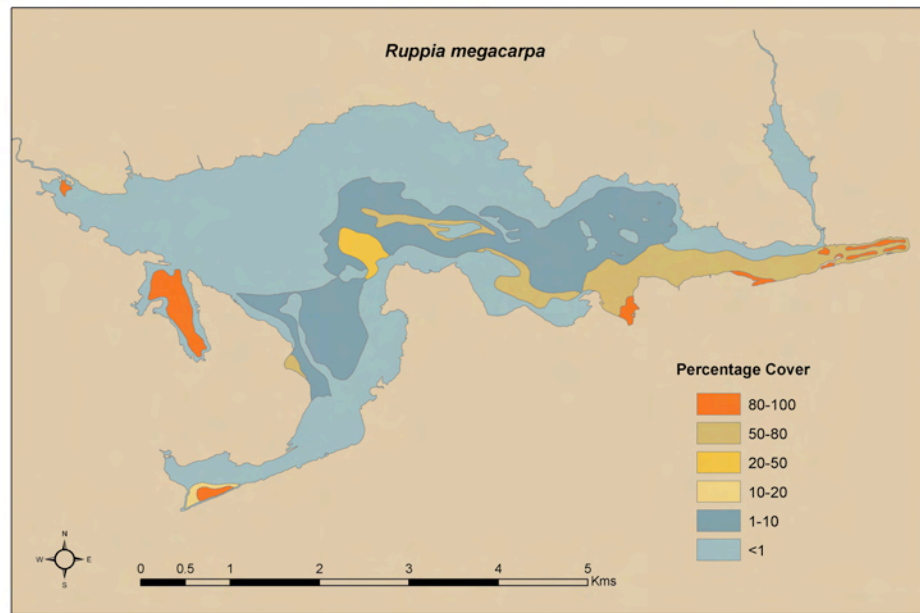 Ruppia megacarpa
Percentage Cover
80-100
50-80
20-50
10-20
1-10
<1
N
W E
S
0 0.5 1 2 3 4 5
Kms